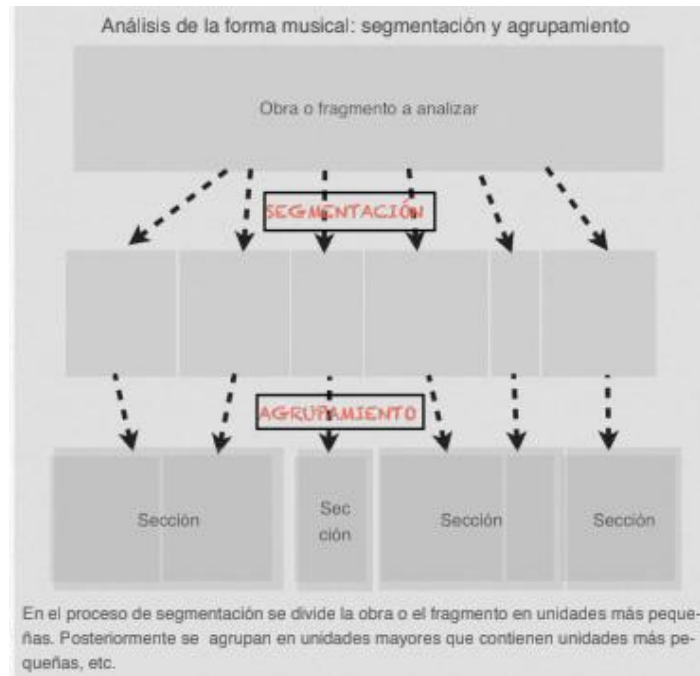 Análisis de la forma musical: segmentación y agrupamiento
Obra o fragmento a analizar
SEGMENTACIÓN
AGRUPAMIENTO
Sección
Sec
ción
Sección
Sección
En el proceso de segmentación se divide la obra o el fragmento en unidades más peque-
ñas. Posteriormente se agrupan en unidades mayores que contienen unidades más pe-
queñas, etc.